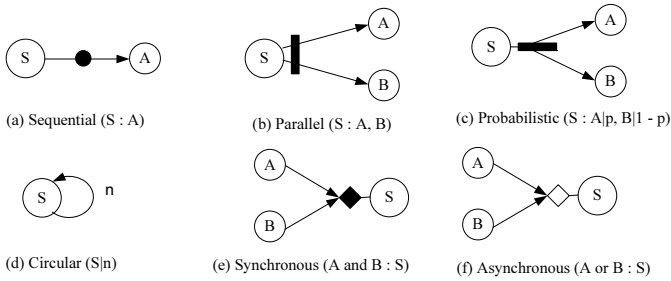 S
A
(a) Sequential (S : A)
S
A
B
(b) Parallel (S : A, B)
S
A
B
(c) Probabilistic (S : A|p, B|1 - p)
S
n
(d) Circular (S|n)
A
B
S
(e) Synchronous (A and B : S)
A
B
S
(f) Asynchronous (A or B : S)